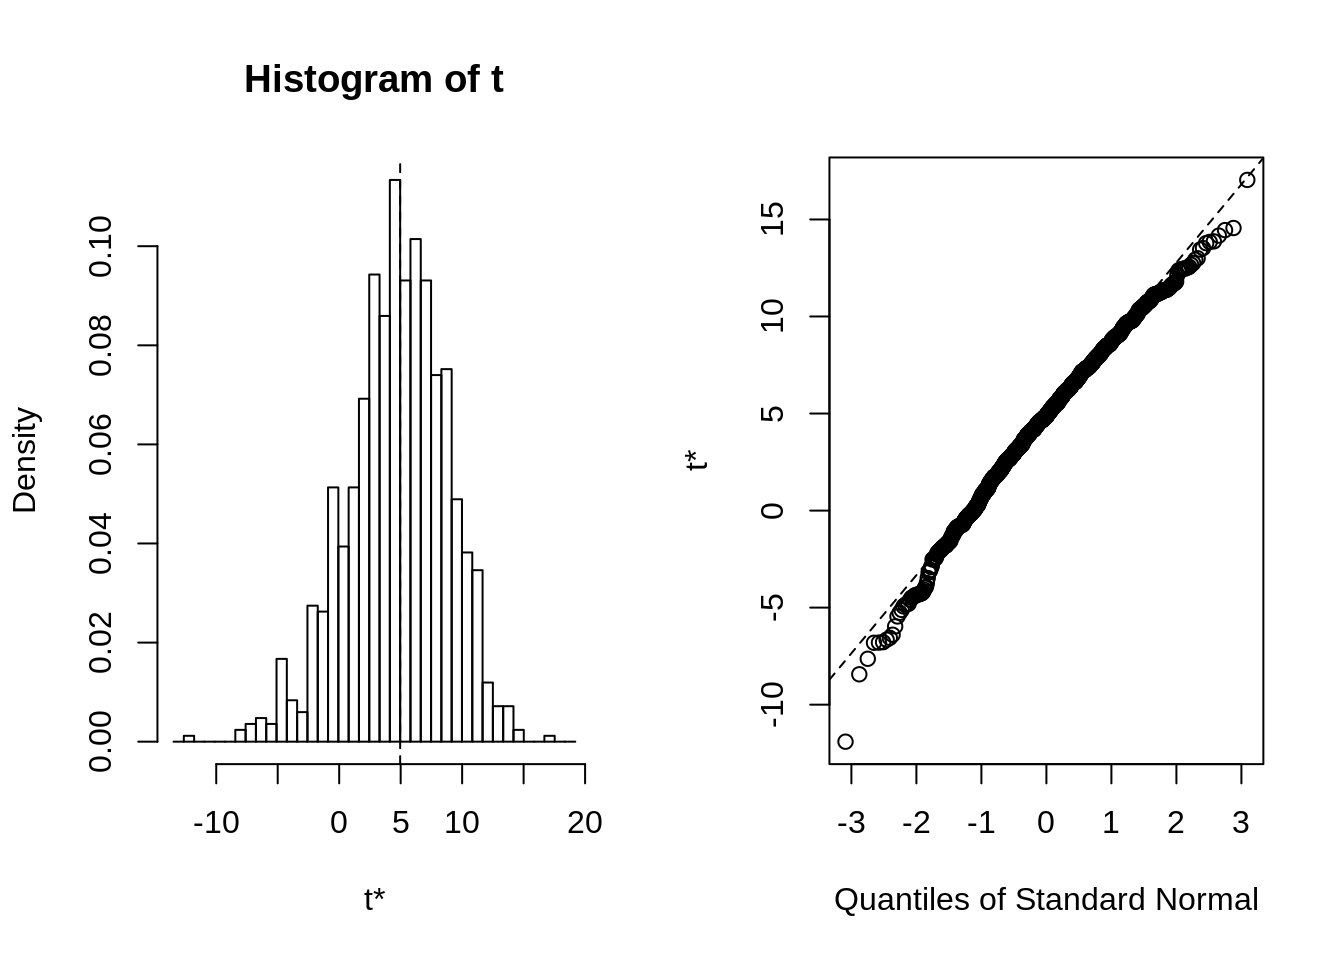 Histogram of t
Density
0.00 0.02 0.04 0.06 0.08 0.10
-10 0 5 10 20
t*
t*
-10 -5 0 5 10 15
-3 -2 -1 0 1 2 3
Quantiles of Standard Normal